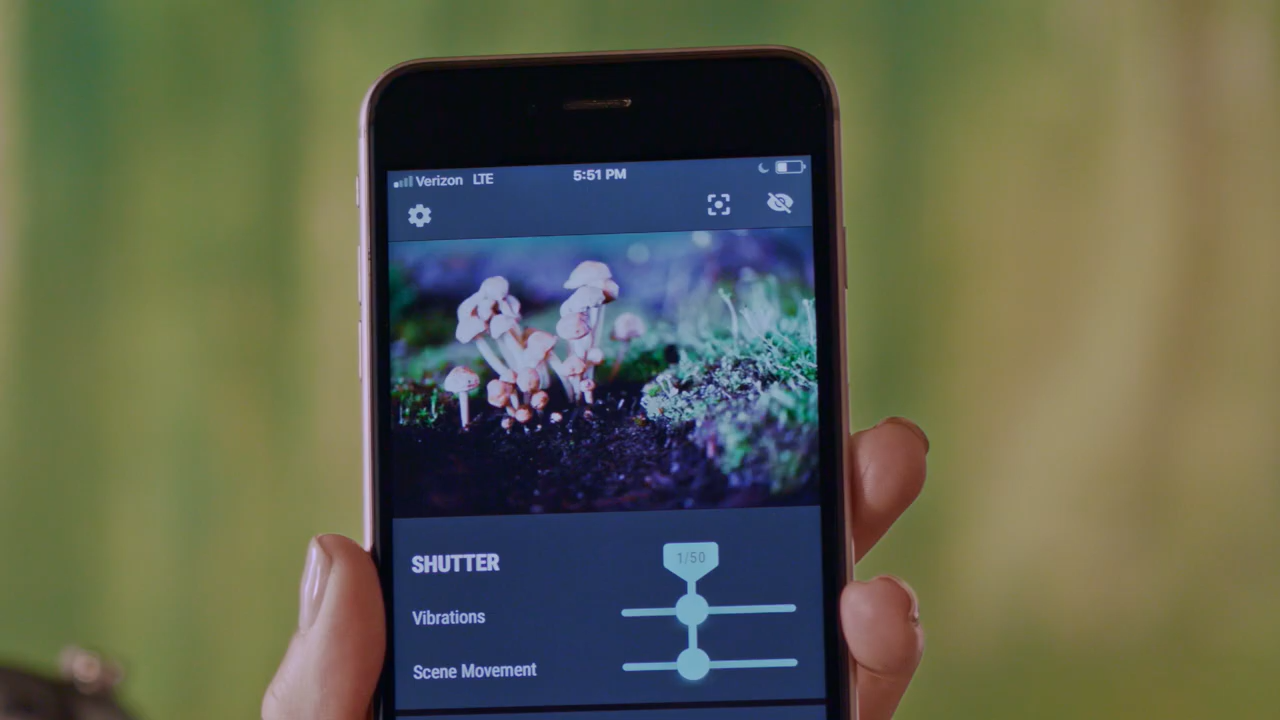 Verizon LTE 5:51 PM
SHUTTER
1/50
Vibrations
Scene Movement